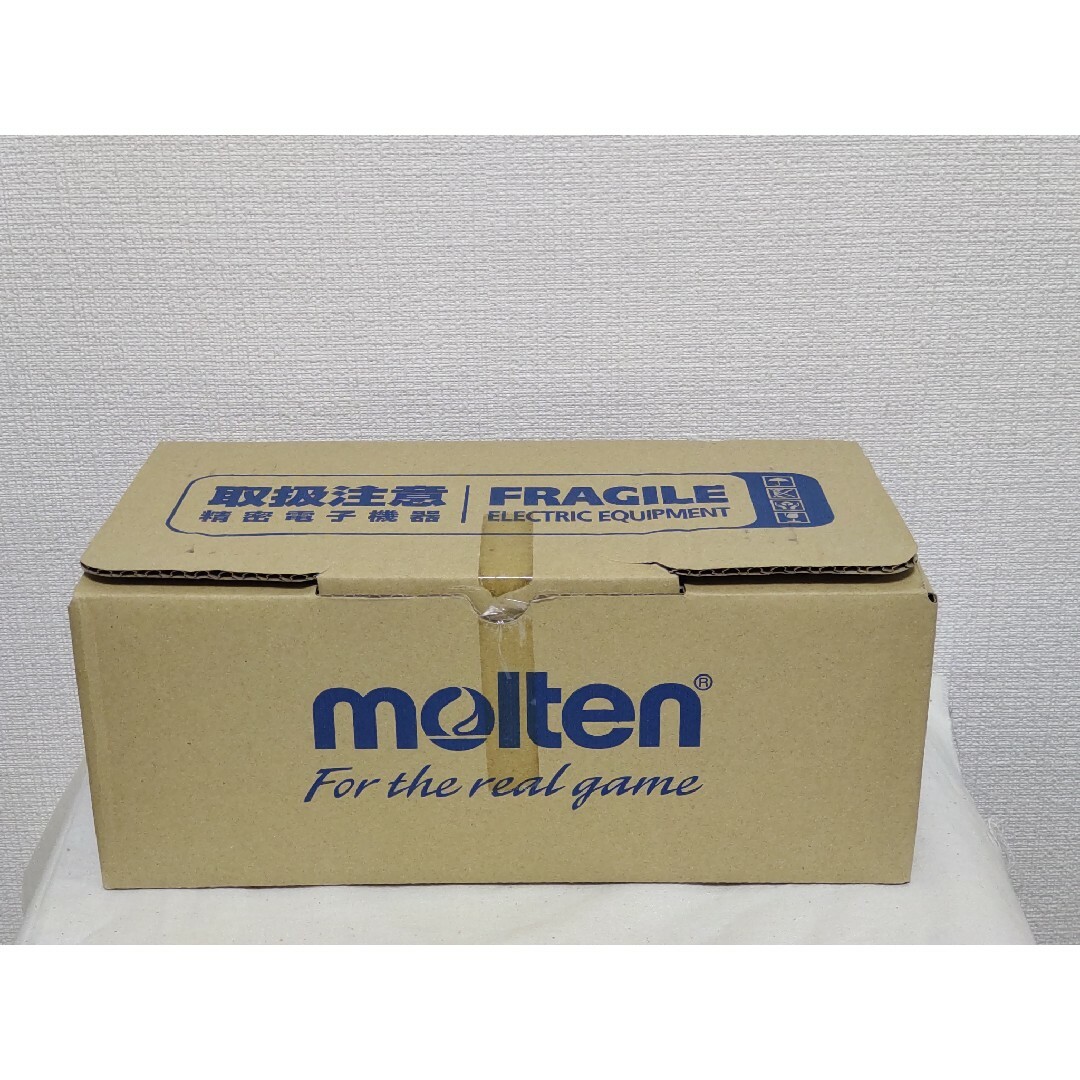 取扱注意
精密電子機器
FRAGILE
ELECTRIC EQUIPMENT
molten®
For the real game